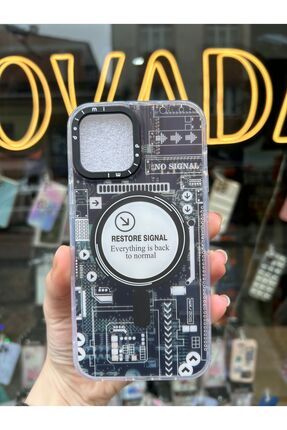 OVADA
NO SIGNAL
RESTORE SIGNAL
Everything is back
to normal